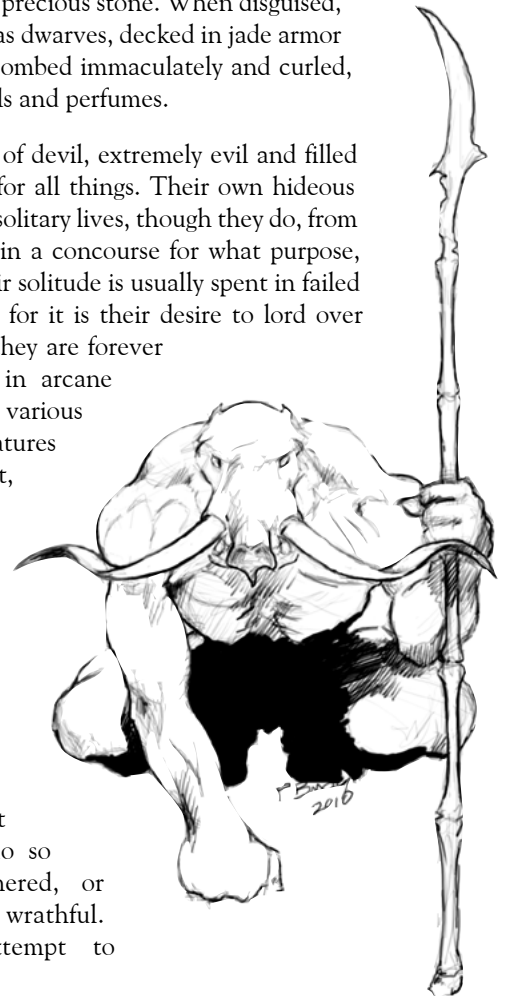 precious stone. When disguised,
as dwarves, decked in jade armor
ombed immaculately and curled,
ls and perfumes.
of devil, extremely evil and filled
for all things. Their own hideous
solitary lives, though they do, from
in a concourse for what purpose,
ir solitude is usually spent in failed
for it is their desire to lord over
hey are forever
in arcane
various
atures
t,
2016
t
o so
nered, or
wrathful.
ttempt to